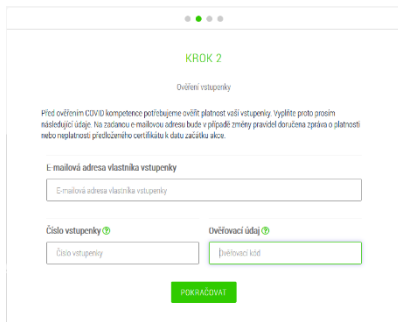 KROK 2
Ověření vstupenky
Před ověřením COVID kompetence potřebujeme ověřit platnost vaší vstupenky. Vyplňte proto prosim
následující údaje. Na zadanou e-mailovou adresu bude v případě změny pravidel doručena zpráva o platnosti
nebo neplatnosti předloženého certifikátu k datu začátku akce.
E-mailová adresa vlastníka vstupenky
E-mailová adresa vlastníka vstupenky
Číslo vstupenky ? Ověřovací údaj ?
Číslo vstupenky Ověřovací kód
POKRAČOVAT